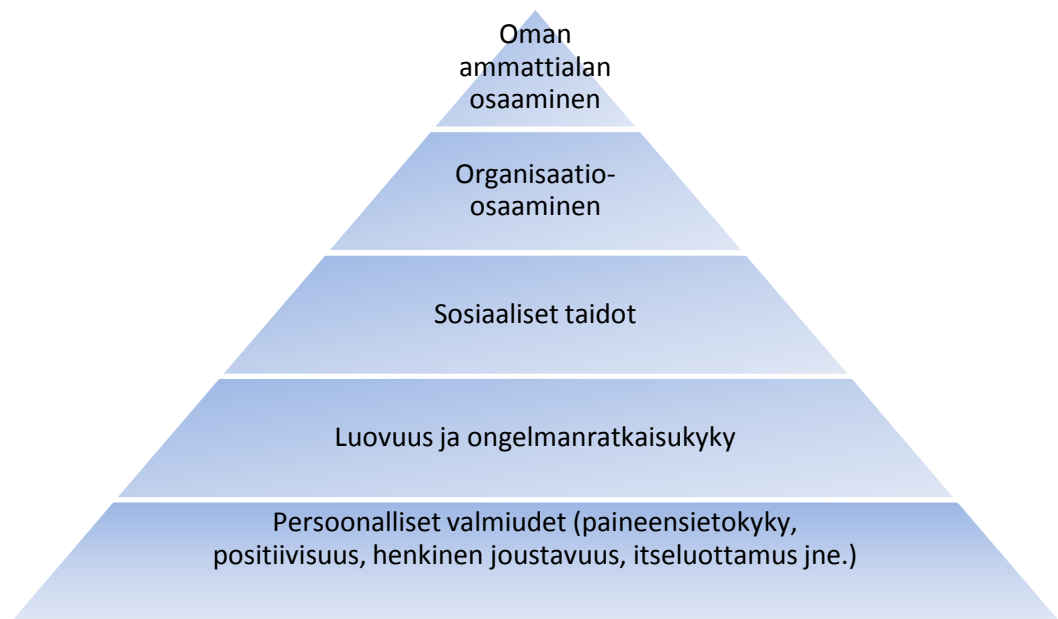 Oman
ammattialan
osaaminen
Organisaatio-
osaaminen
Sosiaaliset taidot
Luovuus ja ongelmanratkaisukyky
Persoonalliset valmiudet (paineensietokyky,
positiivisuus, henkinen joustavuus, itseluottamus jne.)